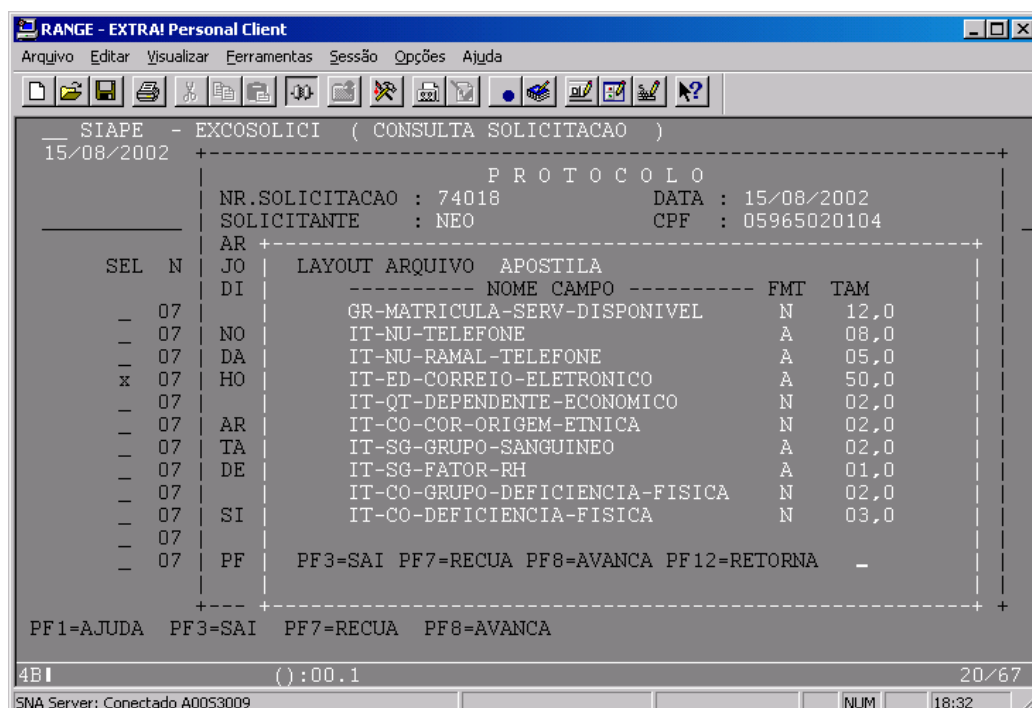 RANGE - EXTRA! Personal Client
Arquivo Editar Visualizar Ferramentas Sessão Opções Ajuda
__ SIAPE - EXCOSOLICI ( CONSULTA SOLICITACAO )
15/08/2002 +--------------------------------------------------------------+
| P R O T O C O L O |
| NR.SOLICITACAO : 74018 DATA : 15/08/2002 |
___________ | SOLICITANTE : NEO CPF : 05965020104 | _
| AR +-------------------------------------------------------+ |
SEL N | JO | LAYOUT ARQUIVO APOSTILA | |
| DI | ---------- NOME CAMPO ---------- FMT TAM | |
_ 07 | | GR-MATRICULA-SERV-DISPONIVEL N 12,0 | |
_ 07 | NO | IT-NU-TELEFONE A 08,0 | |
_ 07 | DA | IT-NU-RAMAL-TELEFONE A 05,0 | |
x 07 | HO | IT-ED-CORREIO-ELETRONICO A 50,0 | |
_ 07 | | IT-QT-DEPENDENTE-ECONOMICO N 02,0 | |
_ 07 | AR | IT-CO-COR-ORIGEM-ETNICA N 02,0 | |
_ 07 | TA | IT-SG-GRUPO-SANGUINEO A 02,0 | |
_ 07 | DE | IT-SG-FATOR-RH A 01,0 | |
_ 07 | | IT-CO-GRUPO-DEFICIENCIA-FISICA N 02,0 | |
_ 07 | SI | IT-CO-DEFICIENCIA-FISICA N 03,0 | |
_ 07 | | | |
_ 07 | PF | PF3=SAI PF7=RECUA PF8=AVANCA PF12=RETORNA _ | |
| | | |
+--- +-------------------------------------------------------+ +
PF1=AJUDA PF3=SAI PF7=RECUA PF8=AVANCA
4B ():00.1 20/67
SNA Server: Conectado A00S3009 NUM 18:32